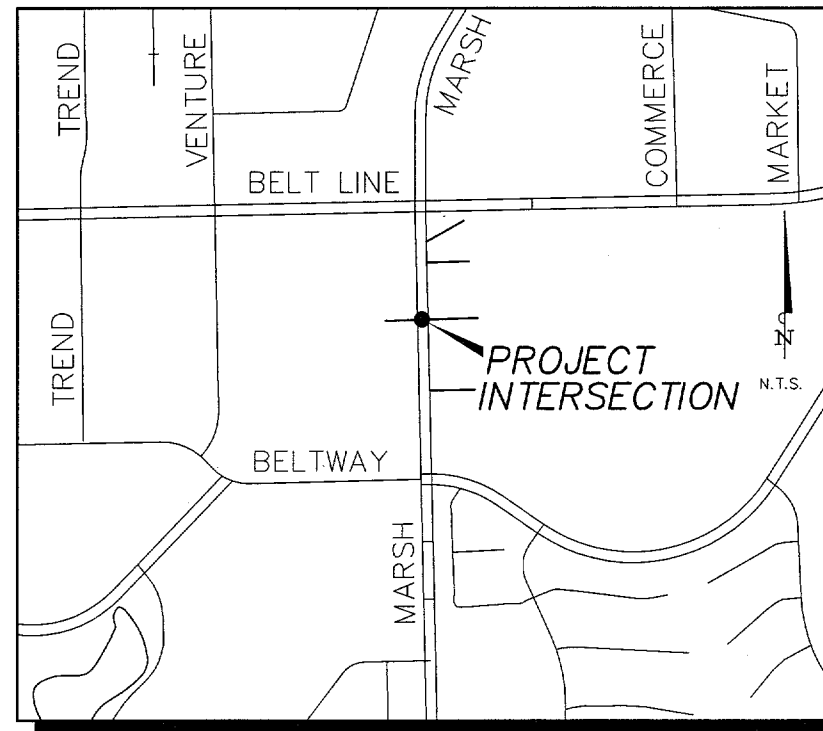 TREND
VENTURE
MARSH
COMMERCE
MARKET
BELT LINE
TREND
PROJECT
INTERSECTION
N
N.T.S.
BELTWAY
MARSH